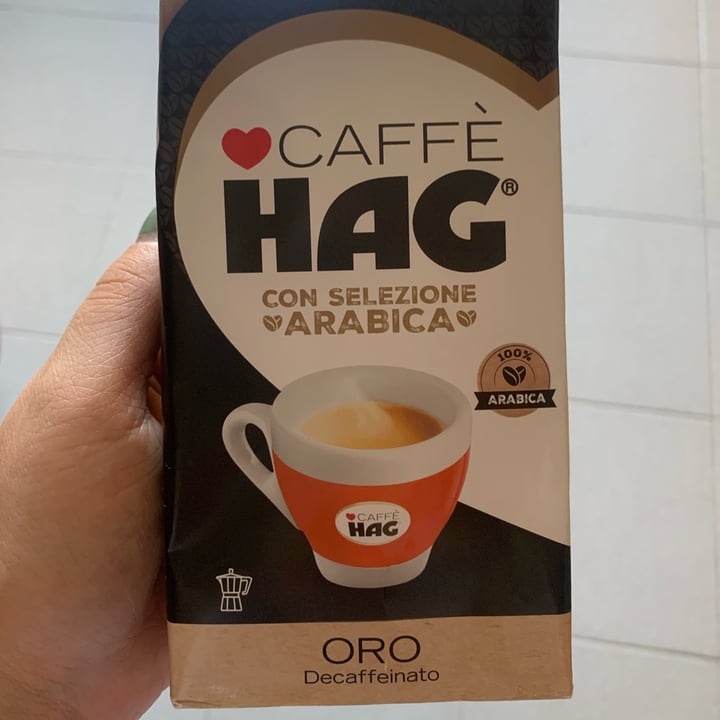 CAFFÈ
HAG®
CON SELEZIONE
ARABICA
100%
ARABICA
CAFFÈ
HAG
ORO
Decaffeinato